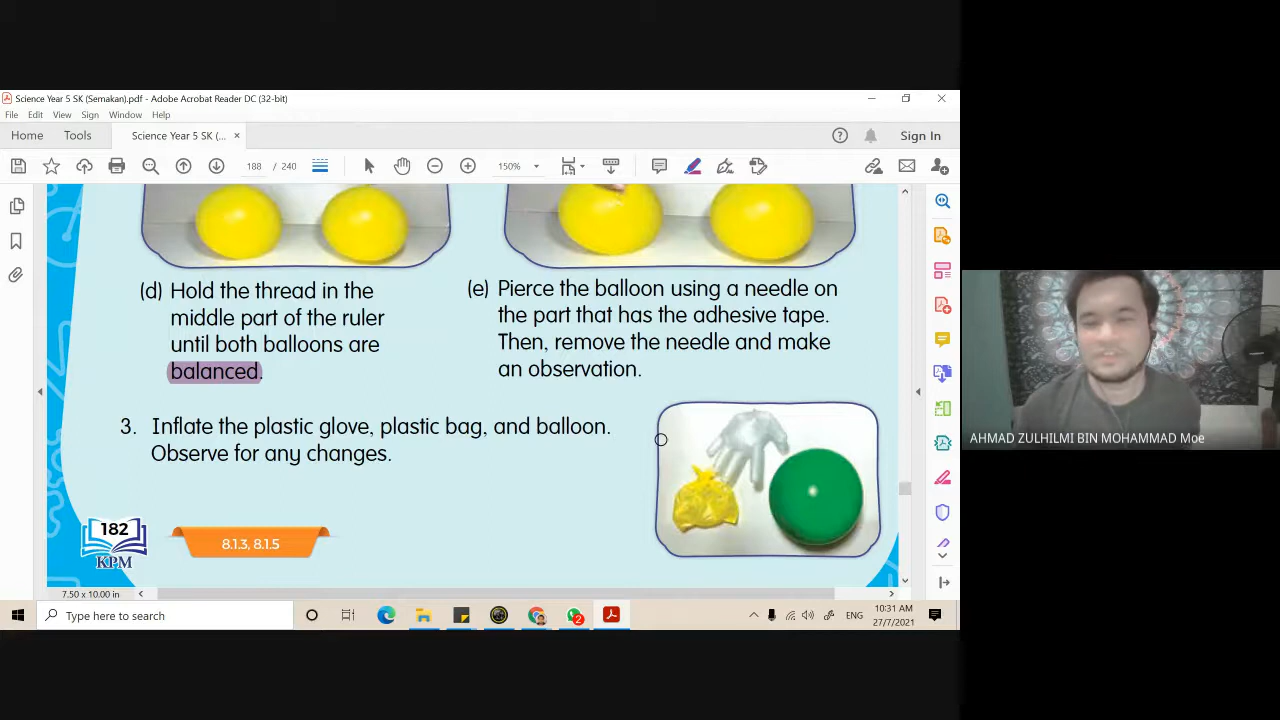 Science Year 5 SK (Semakan).pdf - Adobe Acrobat Reader DC (32-bit)
File Edit View Sign Window Help
Home Tools Science Year 5 SK (... × Sign In
188 / 240 150%
(d) Hold the thread in the
middle part of the ruler
until both balloons are
balanced.
(e) Pierce the balloon using a needle on
the part that has the adhesive tape.
Then, remove the needle and make
an observation.
3. Inflate the plastic glove, plastic bag, and balloon.
Observe for any changes.
182
KPM
8.1.3, 8.1.5
7.50 x 10.00 in
AHMAD ZULHILMI BIN MOHAMMAD Moe
Type here to search
2
ENG
10:31 AM
27/7/2021